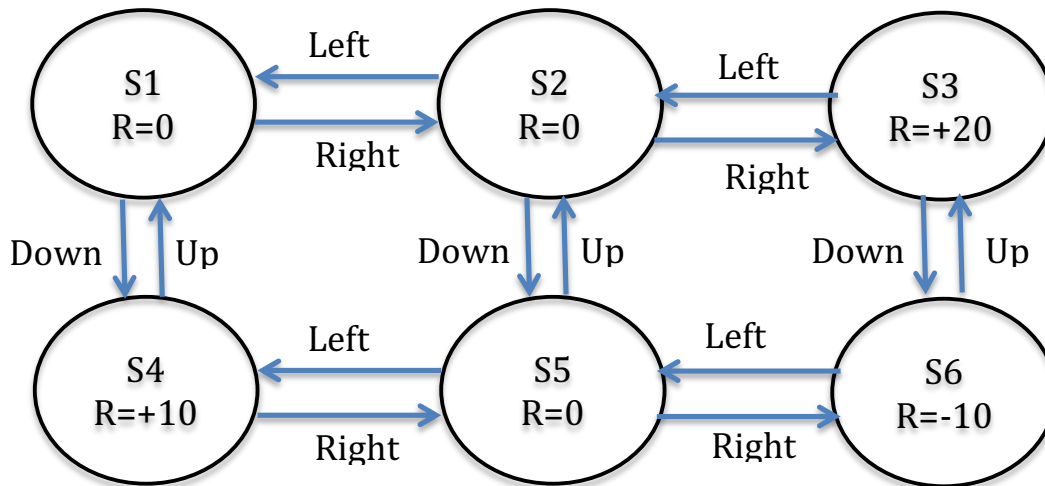 S1
R=0
Left
Right
S2
R=0
Left
Right
S3
R=+20
Down
Up
Down
Up
Down
Up
S4
R=+10
Left
Right
S5
R=0
Left
Right
S6
R=-10